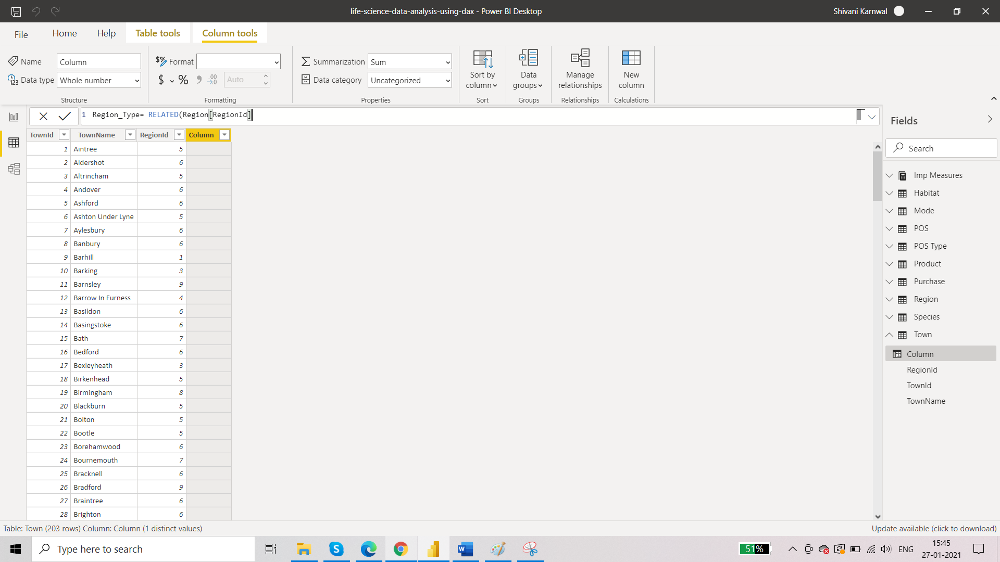 life-science-data-analysis-using-dax - Power BI Desktop
Shivani Karnwal
File Home Help Table tools Column tools
Name Column
Data type Whole number
Structure
$% Format
$ % Auto
Formatting
Summarization Sum
Data category Uncategorized
Properties
Sort by column
Sort
Data groups
Groups
Manage relationships
Relationships
New column
Calculations
1 Region_Type= RELATED(Region[RegionId]
TownId TownName RegionId Column
1 Aintree 5
2 Aldershot 6
3 Altrincham 5
4 Andover 6
5 Ashford 6
6 Ashton Under Lyne 5
7 Aylesbury 6
8 Banbury 6
9 Barhill 1
10 Barking 3
11 Barnsley 9
12 Barrow In Furness 4
13 Basildon 6
14 Basingstoke 6
15 Bath 7
16 Bedford 6
17 Bexleyheath 3
18 Birkenhead 5
19 Birmingham 8
20 Blackburn 5
21 Bolton 5
22 Bootle 5
23 Borehamwood 6
24 Bournemouth 7
25 Bracknell 6
26 Bradford 9
27 Braintree 6
28 Brighton 6
Fields
Search
Imp Measures
Habitat
Mode
POS
POS Type
Product
Purchase
Region
Species
Town
Column
RegionId
TownId
TownName
Table: Town (203 rows) Column: Column (1 distinct values)
Update available (click to download)
Type here to search
51%
ENG
15:45
27-01-2021